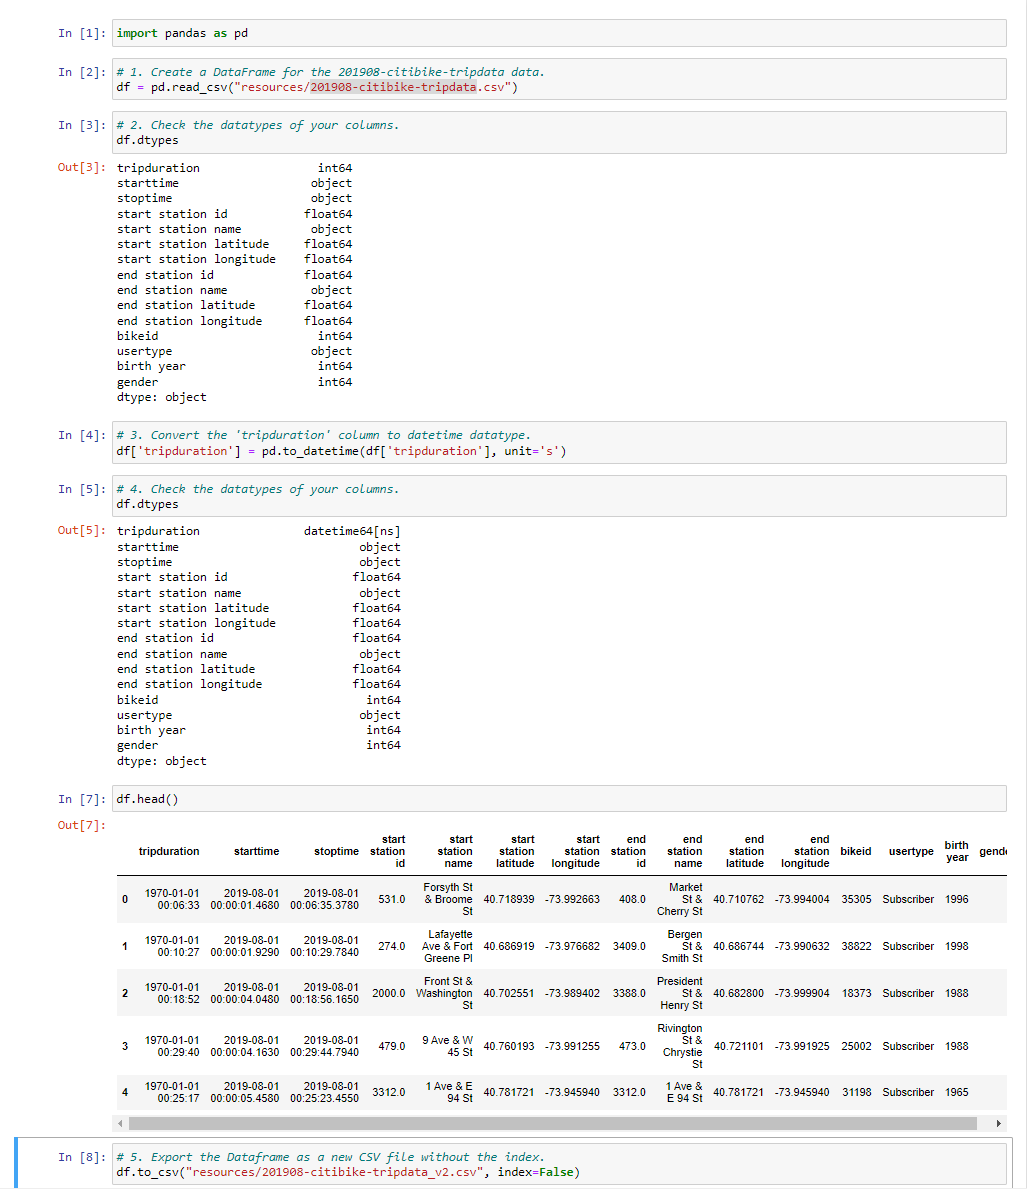 In [1]: import pandas as pd
In [2]: # 1. Create a DataFrame for the 201908-citibike-tripdata data.
df = pd.read_csv("resources/201908-citibike-tripdata.csv")
In [3]: # 2. Check the datatypes of your columns.
df.dtypes
Out[3]: tripduration int64
starttime object
stoptime object
start station id float64
start station name object
start station latitude float64
start station longitude float64
end station id float64
end station name object
end station latitude float64
end station longitude float64
bikeid int64
usertype object
birth year int64
gender int64
dtype: object
In [4]: # 3. Convert the 'tripduration' column to datetime datatype.
df['tripduration'] = pd.to_datetime(df['tripduration'], unit='s')
In [5]: # 4. Check the datatypes of your columns.
df.dtypes
Out[5]: tripduration datetime64[ns]
starttime object
stoptime object
start station id float64
start station name object
start station latitude float64
start station longitude float64
end station id float64
end station name object
end station latitude float64
end station longitude float64
bikeid int64
usertype object
birth year int64
gender int64
dtype: object
In [7]: df.head()
Out[7]:
tripduration starttime stoptime start station id start station name start station latitude start station longitude end station id end station name end station latitude end station longitude bikeid usertype birth year gende
0 1970-01-01 00:06:33 2019-08-01 00:00:01.4680 2019-08-01 00:06:35.3780 531.0 Forsyth St & Broome St 40.718939 -73.992663 408.0 Market St & Cherry St 40.710762 -73.994004 35305 Subscriber 1996
1 1970-01-01 00:10:27 2019-08-01 00:00:01.9290 2019-08-01 00:10:29.7840 274.0 Lafayette Ave & Fort Greene Pl 40.686919 -73.976682 3409.0 Bergen St & Smith St 40.686744 -73.990632 38822 Subscriber 1998
2 1970-01-01 00:18:52 2019-08-01 00:00:04.0480 2019-08-01 00:18:56.1650 2000.0 Front St & Washington St 40.702551 -73.989402 3388.0 President St & Henry St 40.682800 -73.999904 18373 Subscriber 1988
3 1970-01-01 00:29:40 2019-08-01 00:00:04.1630 2019-08-01 00:29:44.7940 479.0 9 Ave & W 45 St 40.760193 -73.991255 473.0 Rivington St & Chrystie St 40.721101 -73.991925 25002 Subscriber 1988
4 1970-01-01 00:25:17 2019-08-01 00:00:05.4580 2019-08-01 00:25:23.4550 3312.0 1 Ave & E 94 St 40.781721 -73.945940 3312.0 1 Ave & E 94 St 40.781721 -73.945940 31198 Subscriber 1965
In [8]: # 5. Export the Dataframe as a new CSV file without the index.
df.to_csv("resources/201908-citibike-tripdata_v2.csv", index=False)